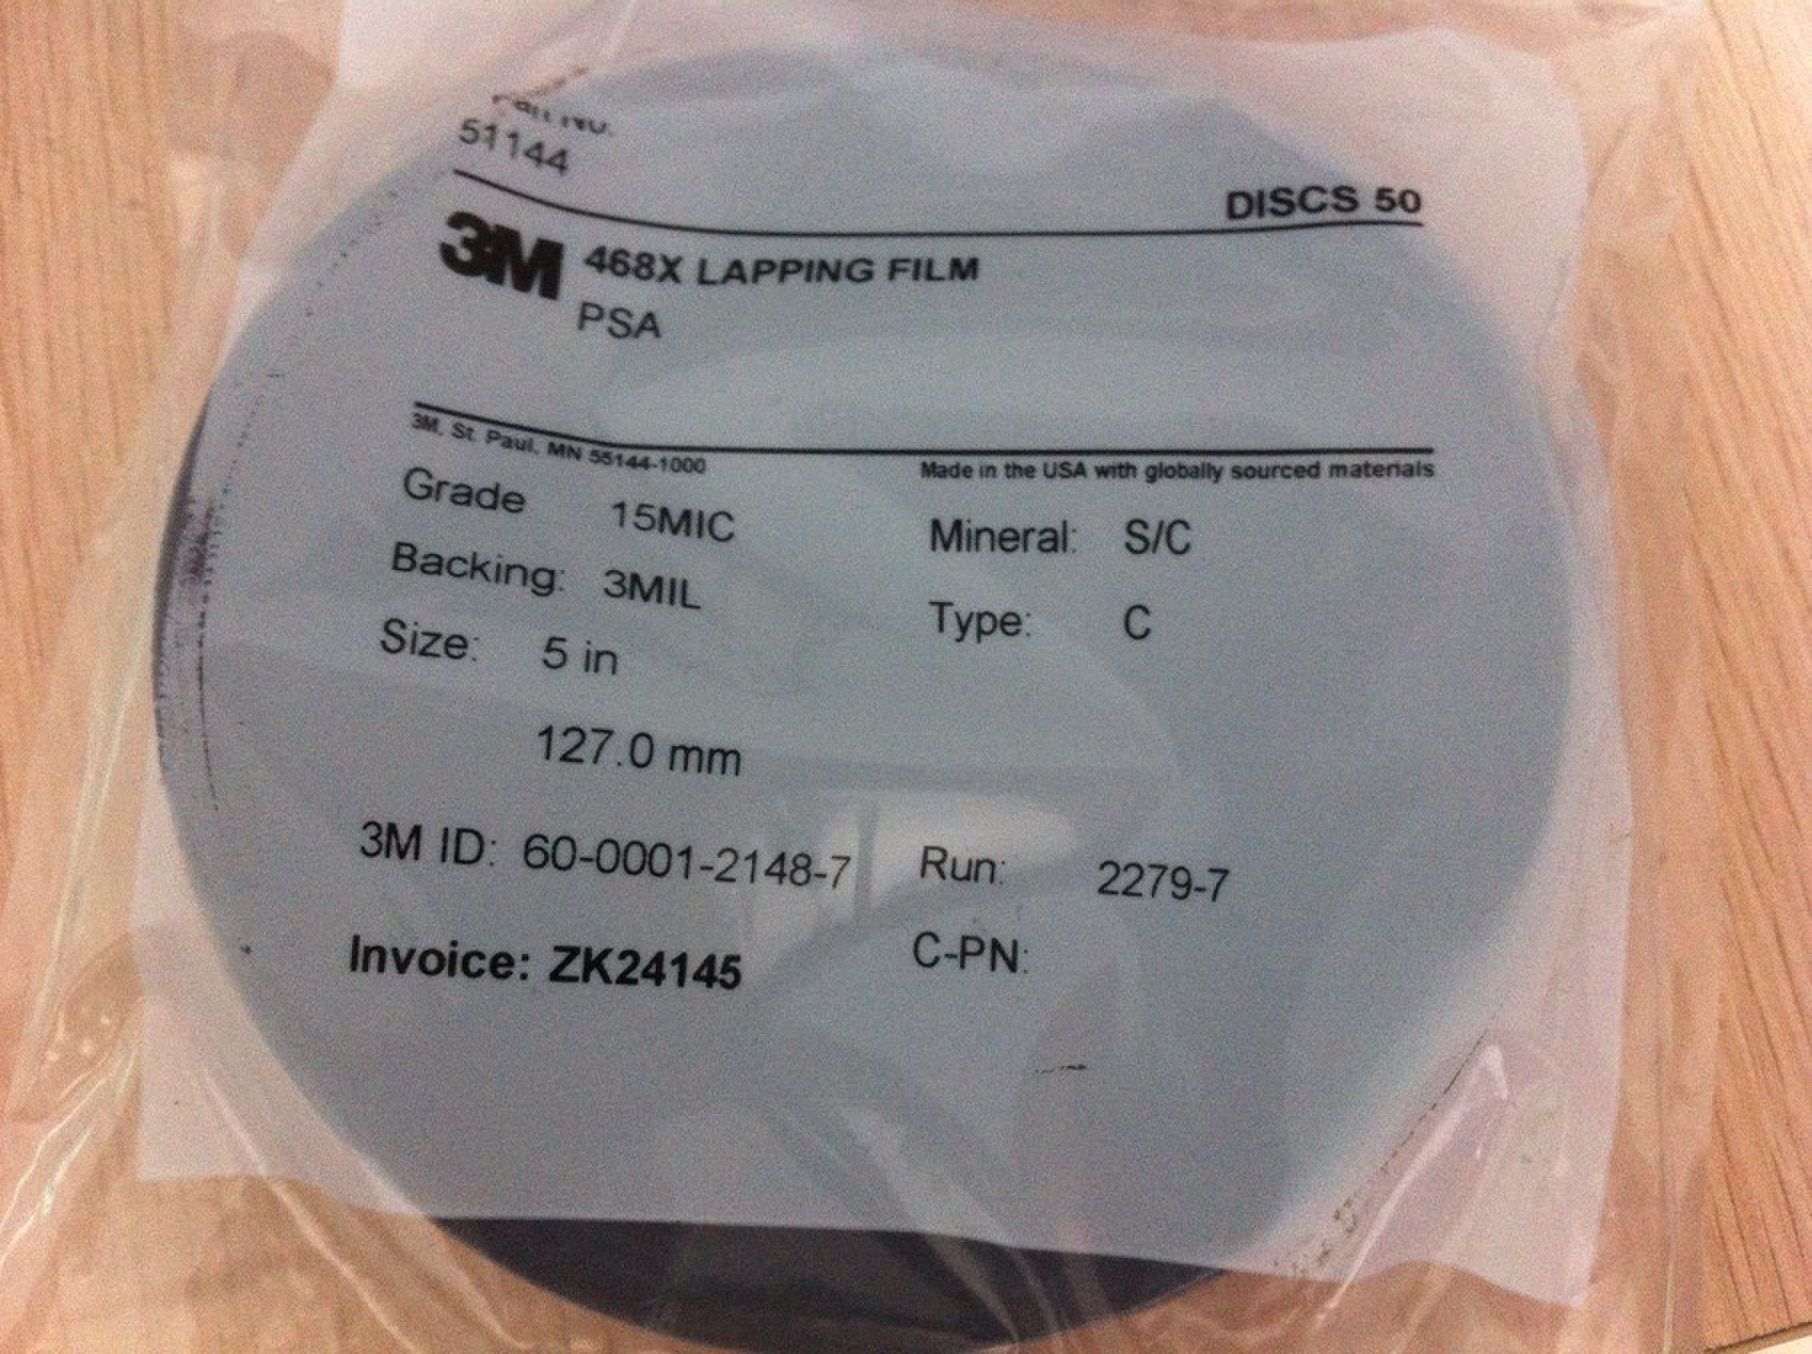 Part No.
51144
DISCS 50
3M 468X LAPPING FILM
PSA
3M, St. Paul, MN 55144-1000
Made in the USA with globally sourced materials
Grade 15MIC Mineral: S/C
Backing: 3MIL Type: C
Size: 5 in
127.0 mm
3M ID: 60-0001-2148-7 Run: 2279-7
Invoice: ZK24145 C-PN: